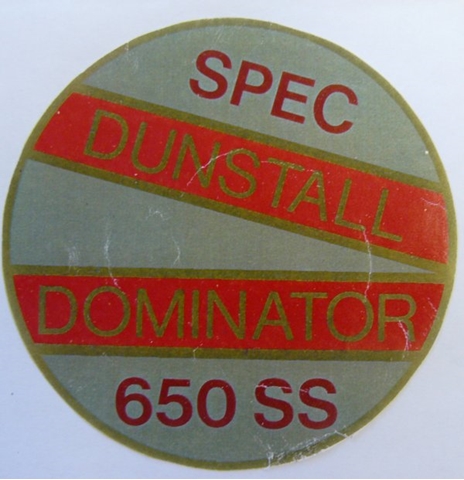 SPEC
DUNSTALL
DOMINATOR
650 SS